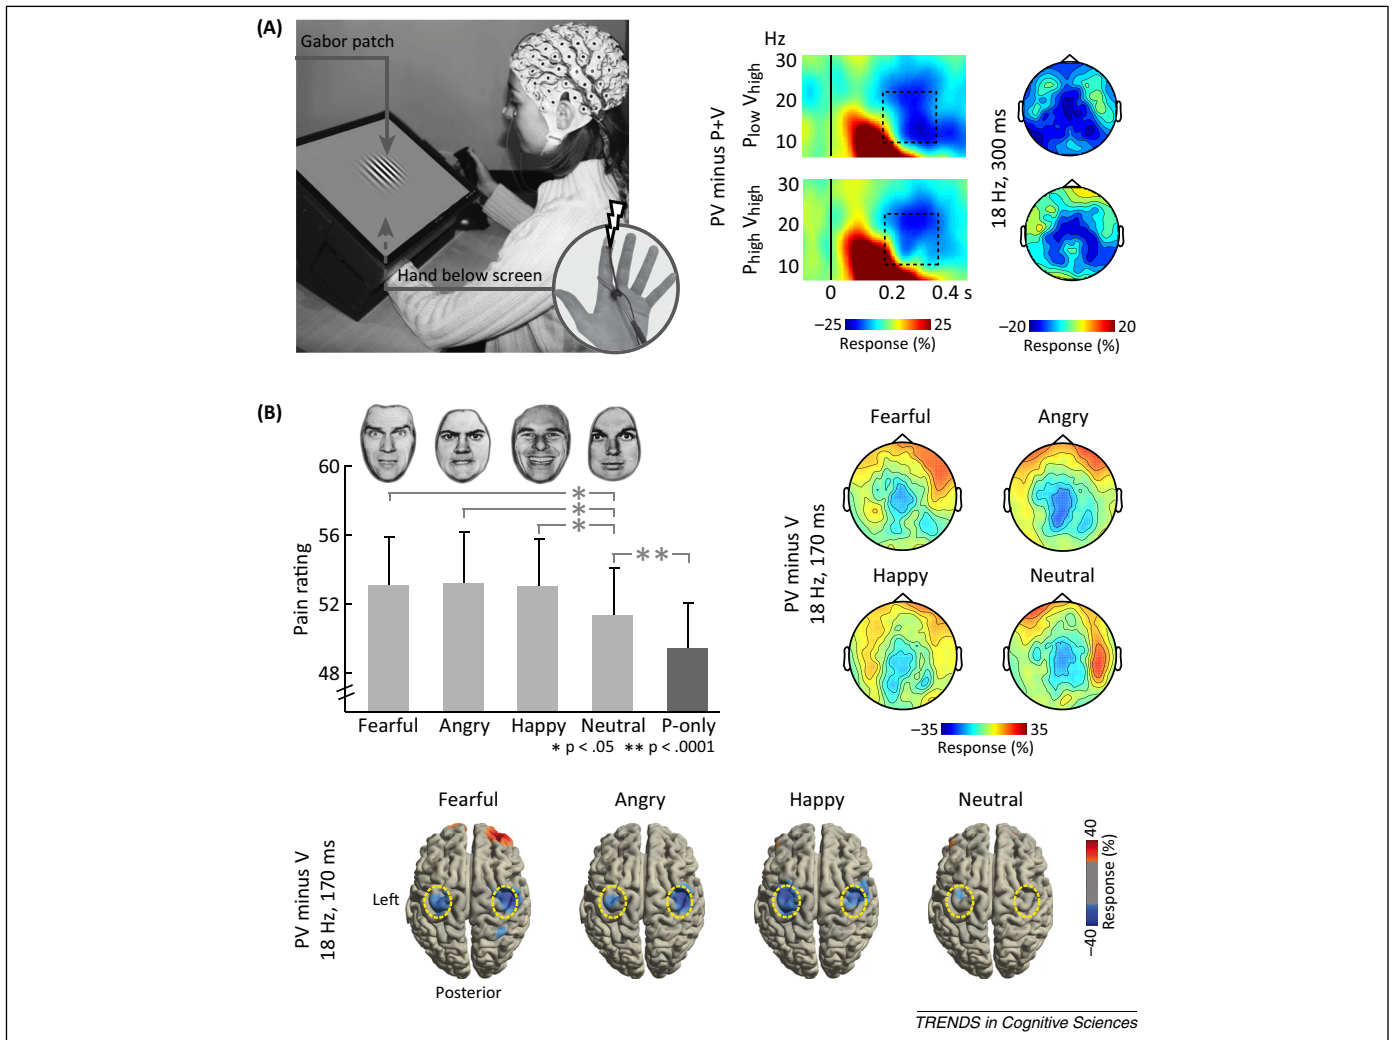 (A)
Gabor patch
Hand below screen
Hz
PV minus P+V
P_low V_high
30
20
10
P_high V_high
30
20
10
0 0.2 0.4 s
–25 25
Response (%)
18 Hz, 300 ms
–20 20
Response (%)
(B)
Pain rating
60
56
52
48
*
*
*
**
Fearful Angry Happy Neutral P-only
* p < .05 ** p < .0001
PV minus V
18 Hz, 170 ms
Fearful Angry
Happy Neutral
–35 35
Response (%)
PV minus V
18 Hz, 170 ms
Fearful Angry Happy Neutral
Left
Posterior
40
–40
Response (%)
TRENDS in Cognitive Sciences